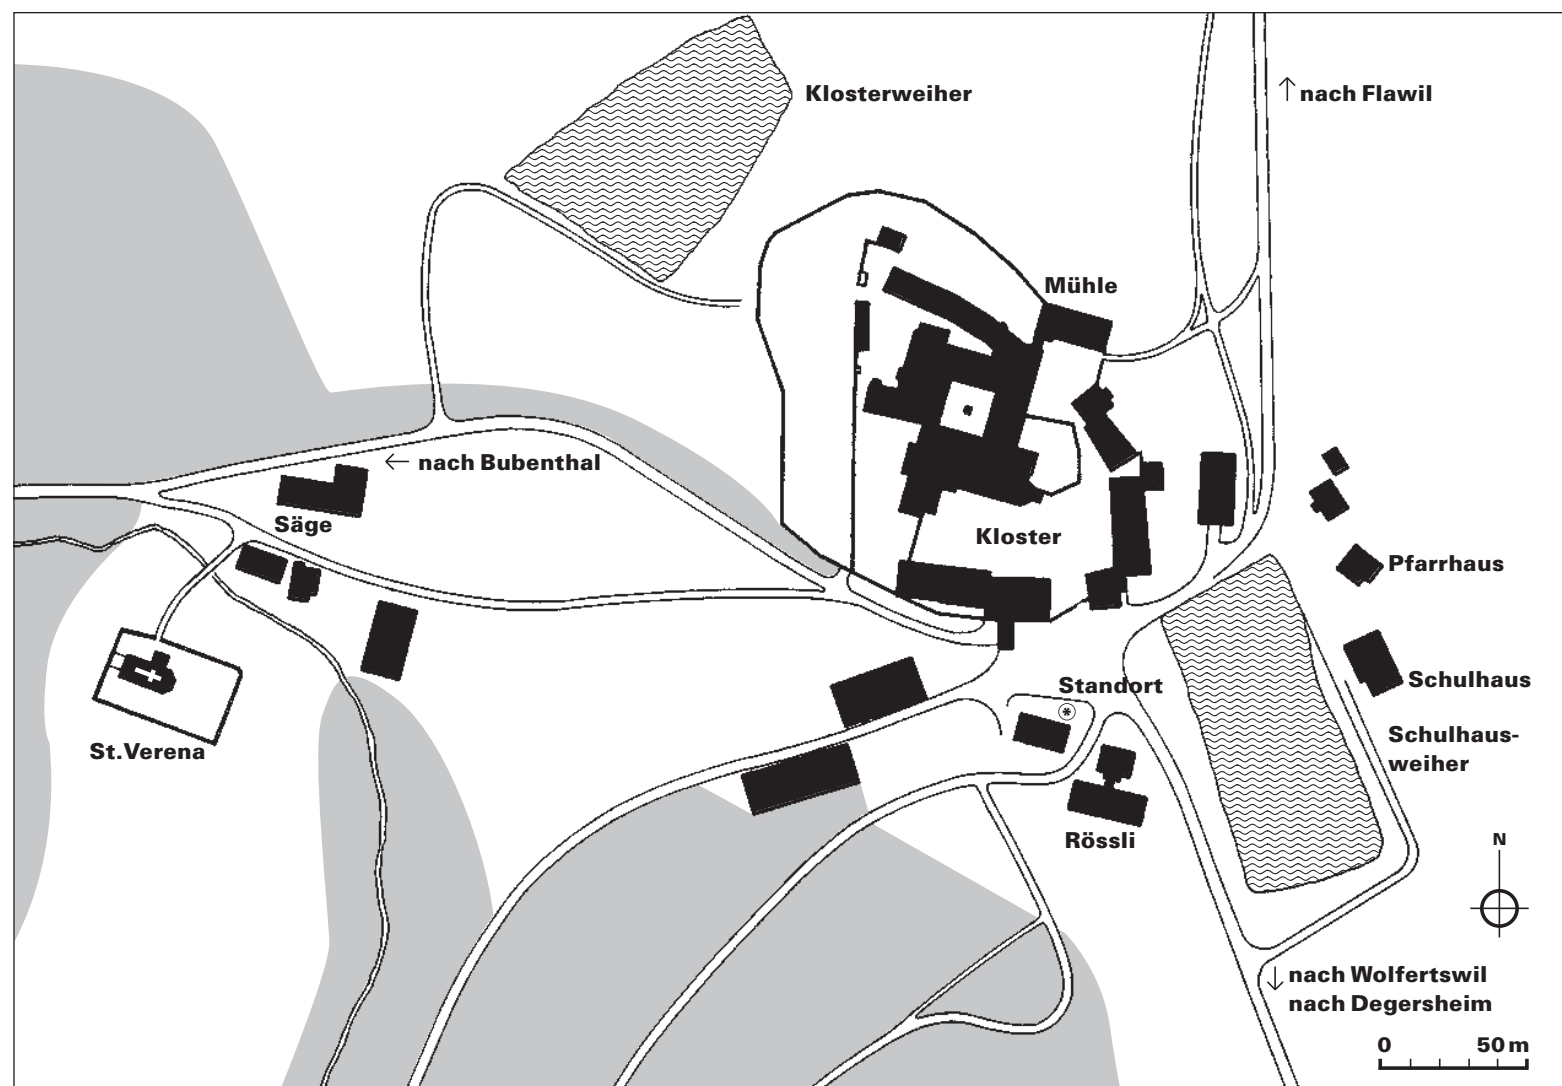 Klosterweiher
nach Flawil
Mühle
nach Bubenthal
Säge
Kloster
Pfarrhaus
Standort
Schulhaus
St. Verena
Schulhaus-
weiher
Rössli
N
nach Wolfertswil
nach Degersheim
0 50 m